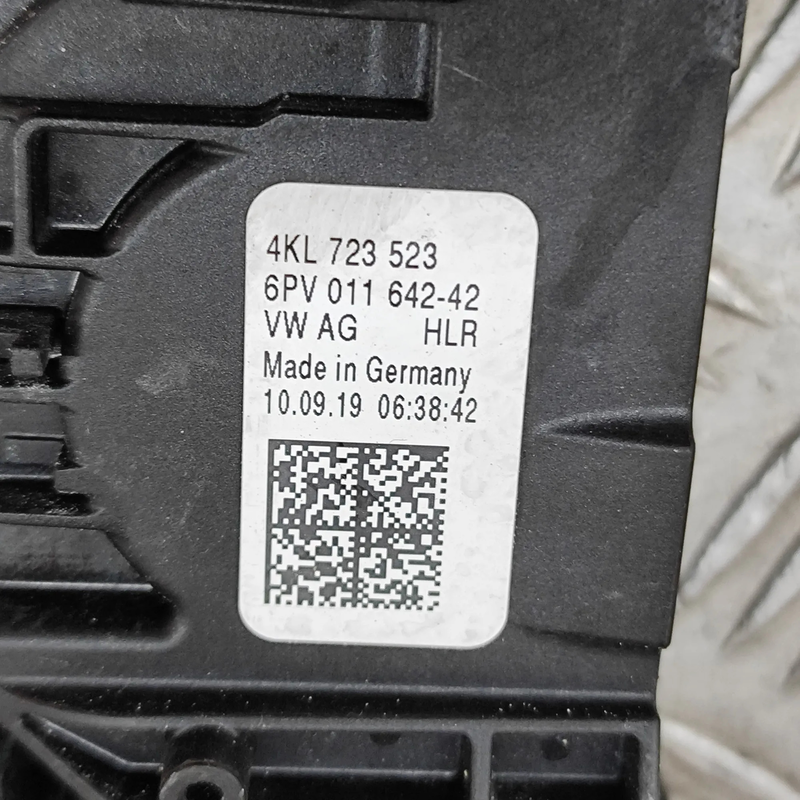 4KL 723 523
6PV 011 642-42
VW AG HLR
Made in Germany
10.09.19 06:38:42